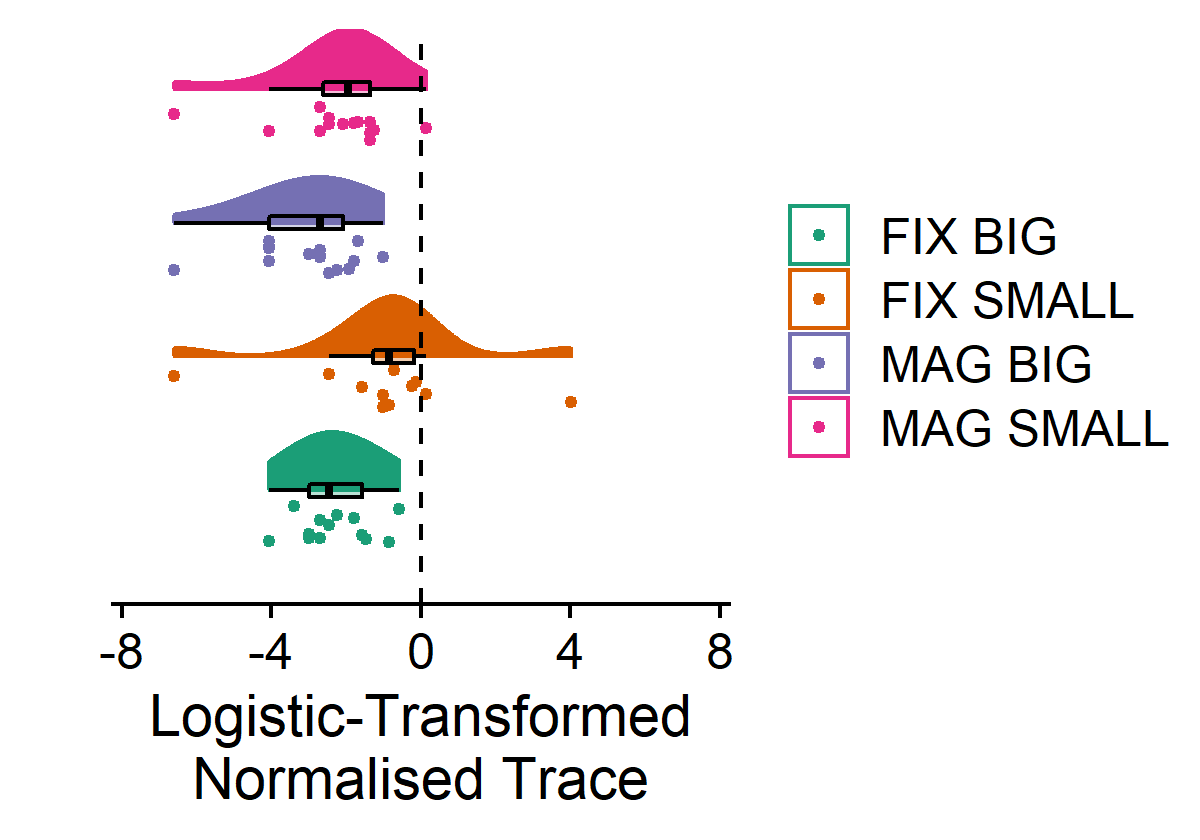 FIX BIG
FIX SMALL
MAG BIG
MAG SMALL
-8 -4 0 4 8
Logistic-Transformed
Normalised Trace